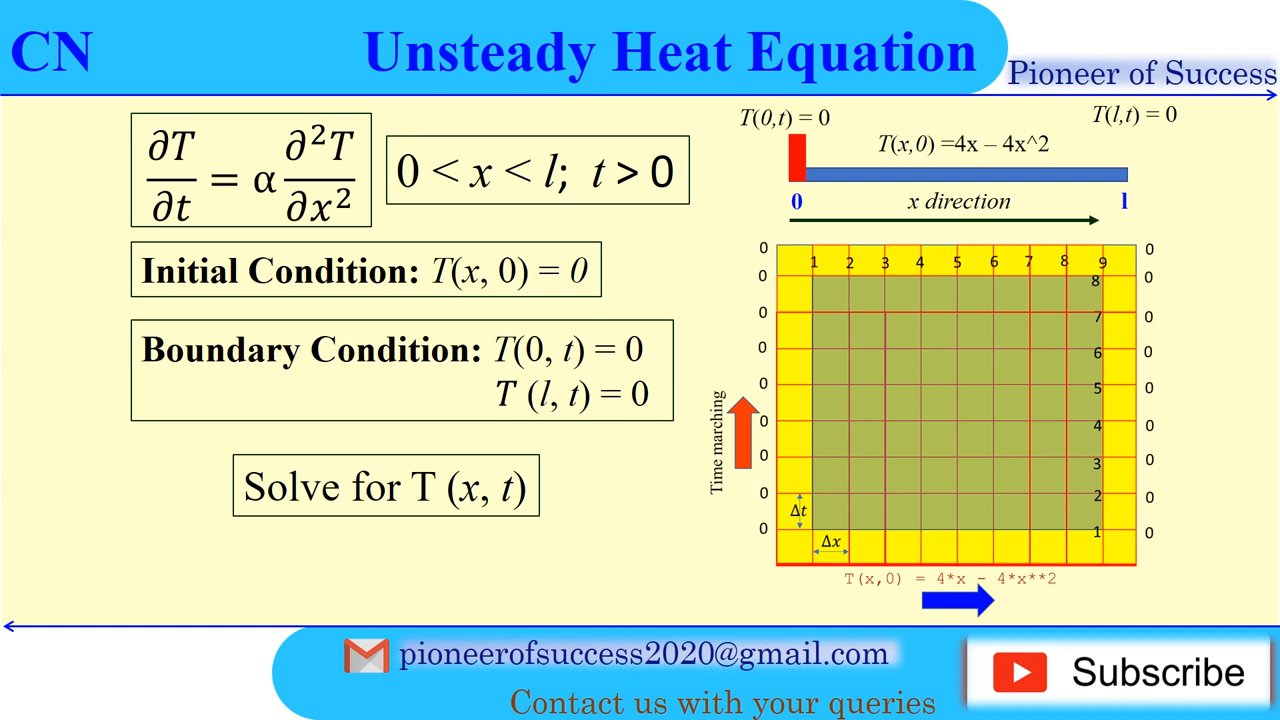 CN
Unsteady Heat Equation
Pioneer of Success
∂T/∂t = α ∂²T/∂x²
0 < x < l; t > 0
Initial Condition: T(x, 0) = 0
Boundary Condition: T(0, t) = 0
T (l, t) = 0
Solve for T (x, t)
T(0,t) = 0
T(l,t) = 0
T(x,0) =4x – 4x^2
0
x direction
l
0 0
1 2 3 4 5 6 7 8 9
0 8 0
0 7 0
0 6 0
0 5 0
0 4 0
0 3 0
0 2 0
0 1 0
Time marching
Δt
Δx
T(x,0) = 4*x - 4*x**2
pioneerofsuccess2020@gmail.com
Contact us with your queries
Subscribe